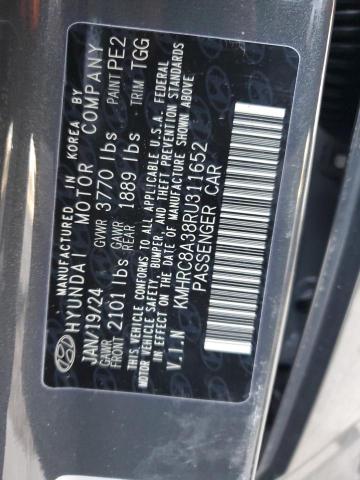 MANUFACTURED BY IN KOREA BY
HYUNDAI MOTOR COMPANY
JAN/19/24 GVWR 3770 lbs PAINT PE2
GAWR FRONT 2101 lbs GAWR REAR 1889 lbs TRIM TGG
THIS VEHICLE CONFORMS TO ALL APPLICABLE U.S.A. FEDERAL
MOTOR VEHICLE SAFETY, BUMPER, AND THEFT PREVENTION STANDARDS
IN EFFECT ON THE DATE OF MANUFACTURE SHOWN ABOVE
V.I.N KMHRC8A38RU311652
PASSENGER CAR